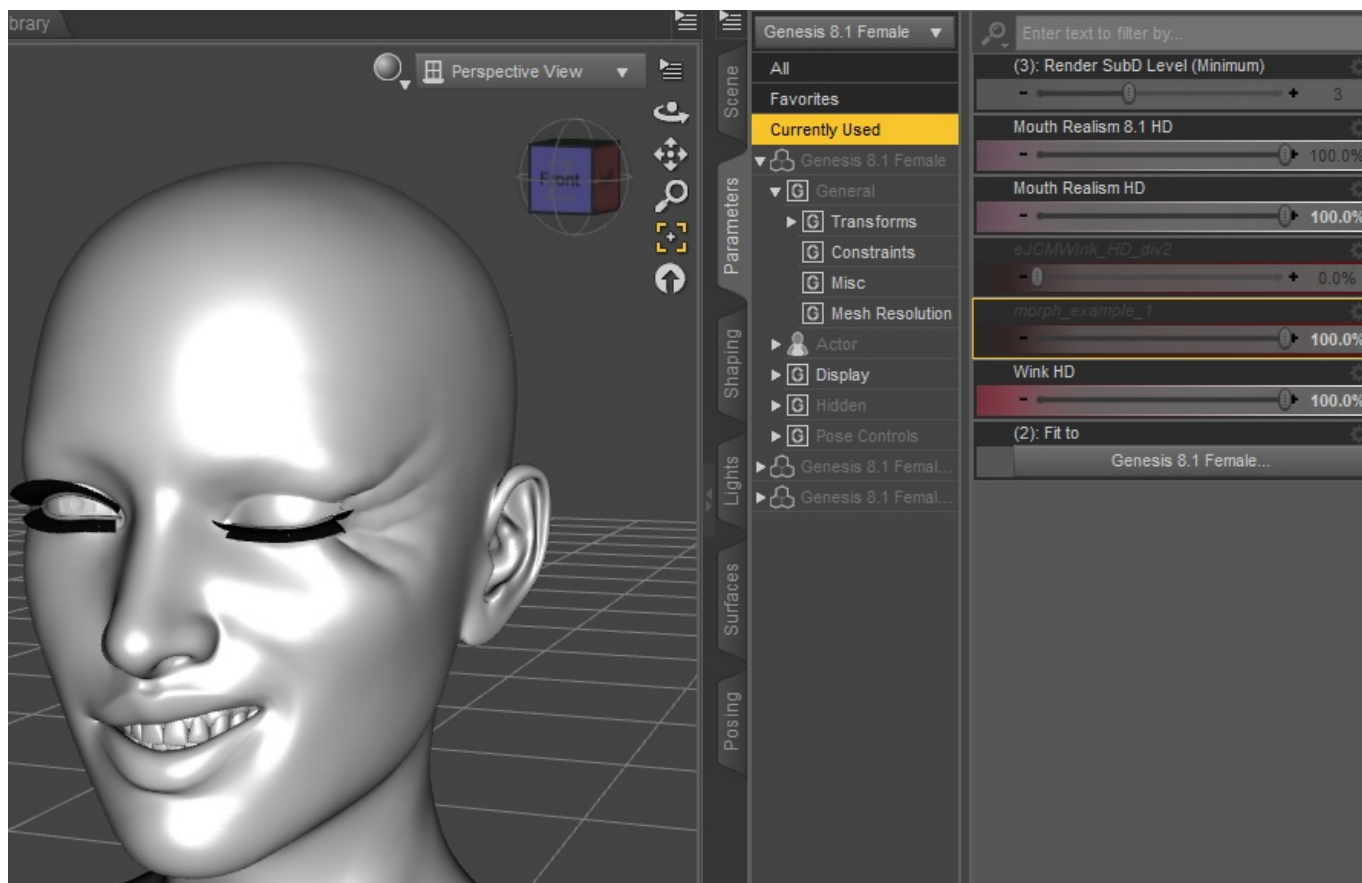 brary
Perspective View
Front
Scene
Parameters
Shaping
Lights
Surfaces
Posing
Genesis 8.1 Female
All
Favorites
Currently Used
Genesis 8.1 Female
G General
G Transforms
G Constraints
G Misc
G Mesh Resolution
Actor
G Display
G Hidden
G Pose Controls
Genesis 8.1 Femal...
Genesis 8.1 Femal...
Enter text to filter by...
(3): Render SubD Level (Minimum)
- + 3
Mouth Realism 8.1 HD
- + 100.0%
Mouth Realism HD
- + 100.0%
eJCMWink_HD_div2
- + 0.0%
morph_example_1
- + 100.0%
Wink HD
- + 100.0%
(2): Fit to
Genesis 8.1 Female...